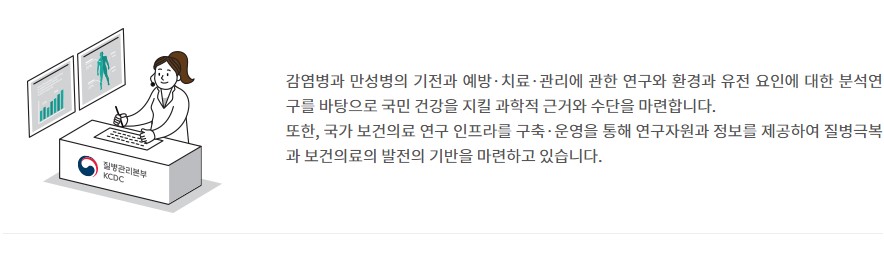 감염병과 만성병의 기전과 예방·치료·관리에 관한 연구와 환경과 유전 요인에 대한 분석연
구를 바탕으로 국민 건강을 지킬 과학적 근거와 수단을 마련합니다.
또한, 국가 보건의료 연구 인프라를 구축·운영을 통해 연구자원과 정보를 제공하여 질병극복
과 보건의료의 발전의 기반을 마련하고 있습니다.
질병관리본부
KCDC